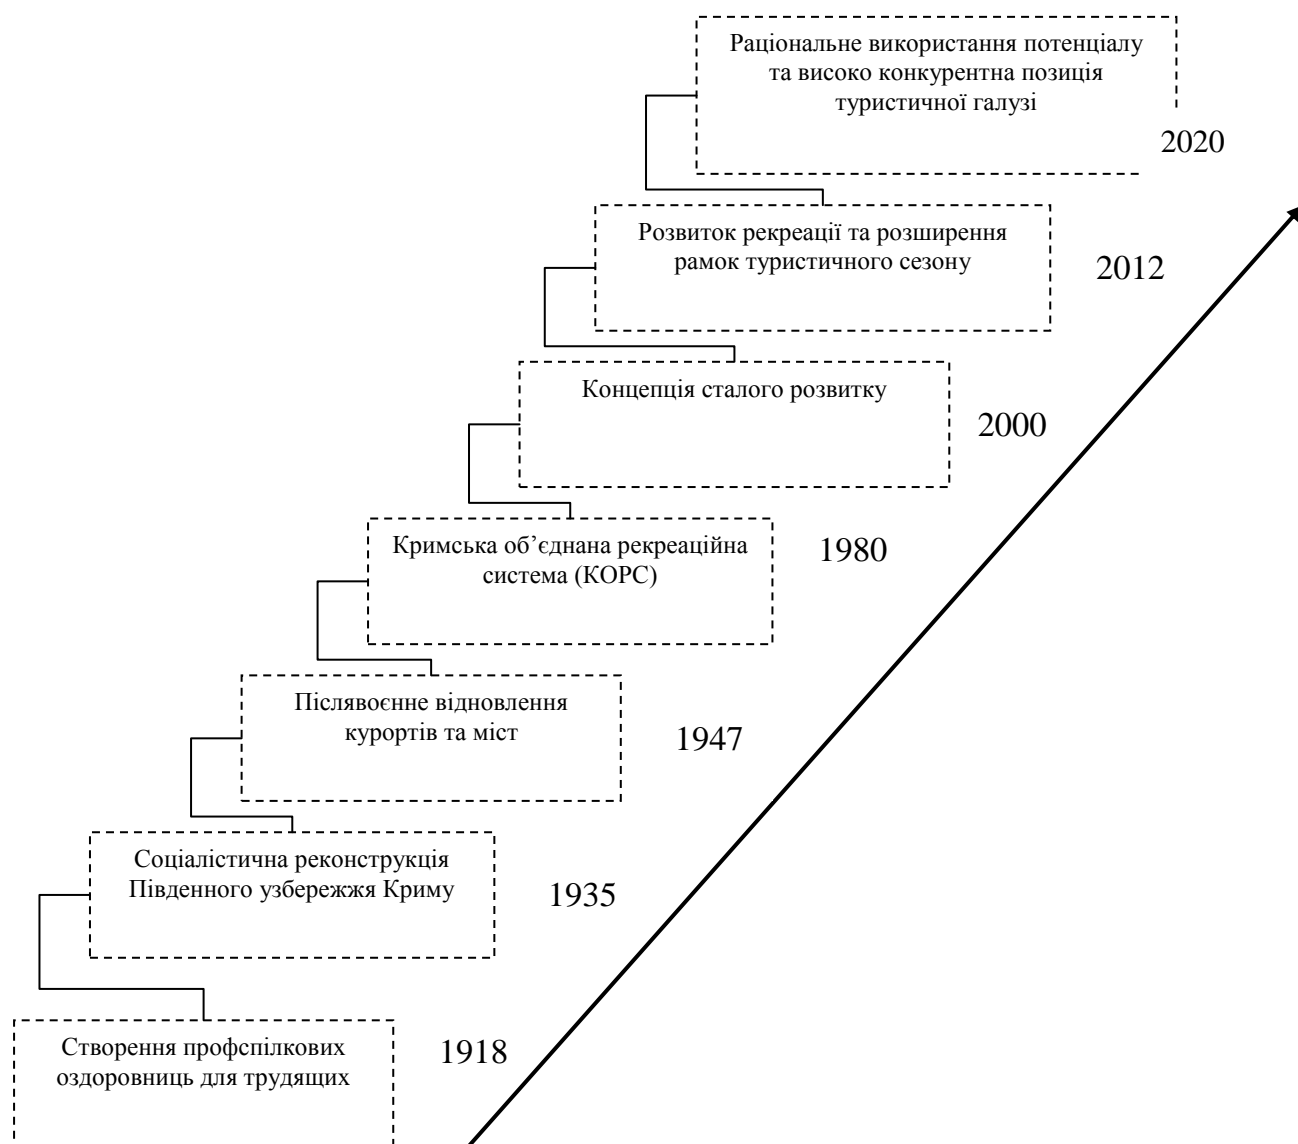 Раціональне використання потенціалу
та високо конкурентна позиція
туристичної галузі
2020
Розвиток рекреації та розширення
рамок туристичного сезону
2012
Концепція сталого розвитку
2000
Кримська об’єднана рекреаційна
система (КОРС)
1980
Післявоєнне відновлення
курортів та міст
1947
Соціалістична реконструкція
Південного узбережжя Криму
1935
Створення профспілкових
оздоровниць для трудящих
1918